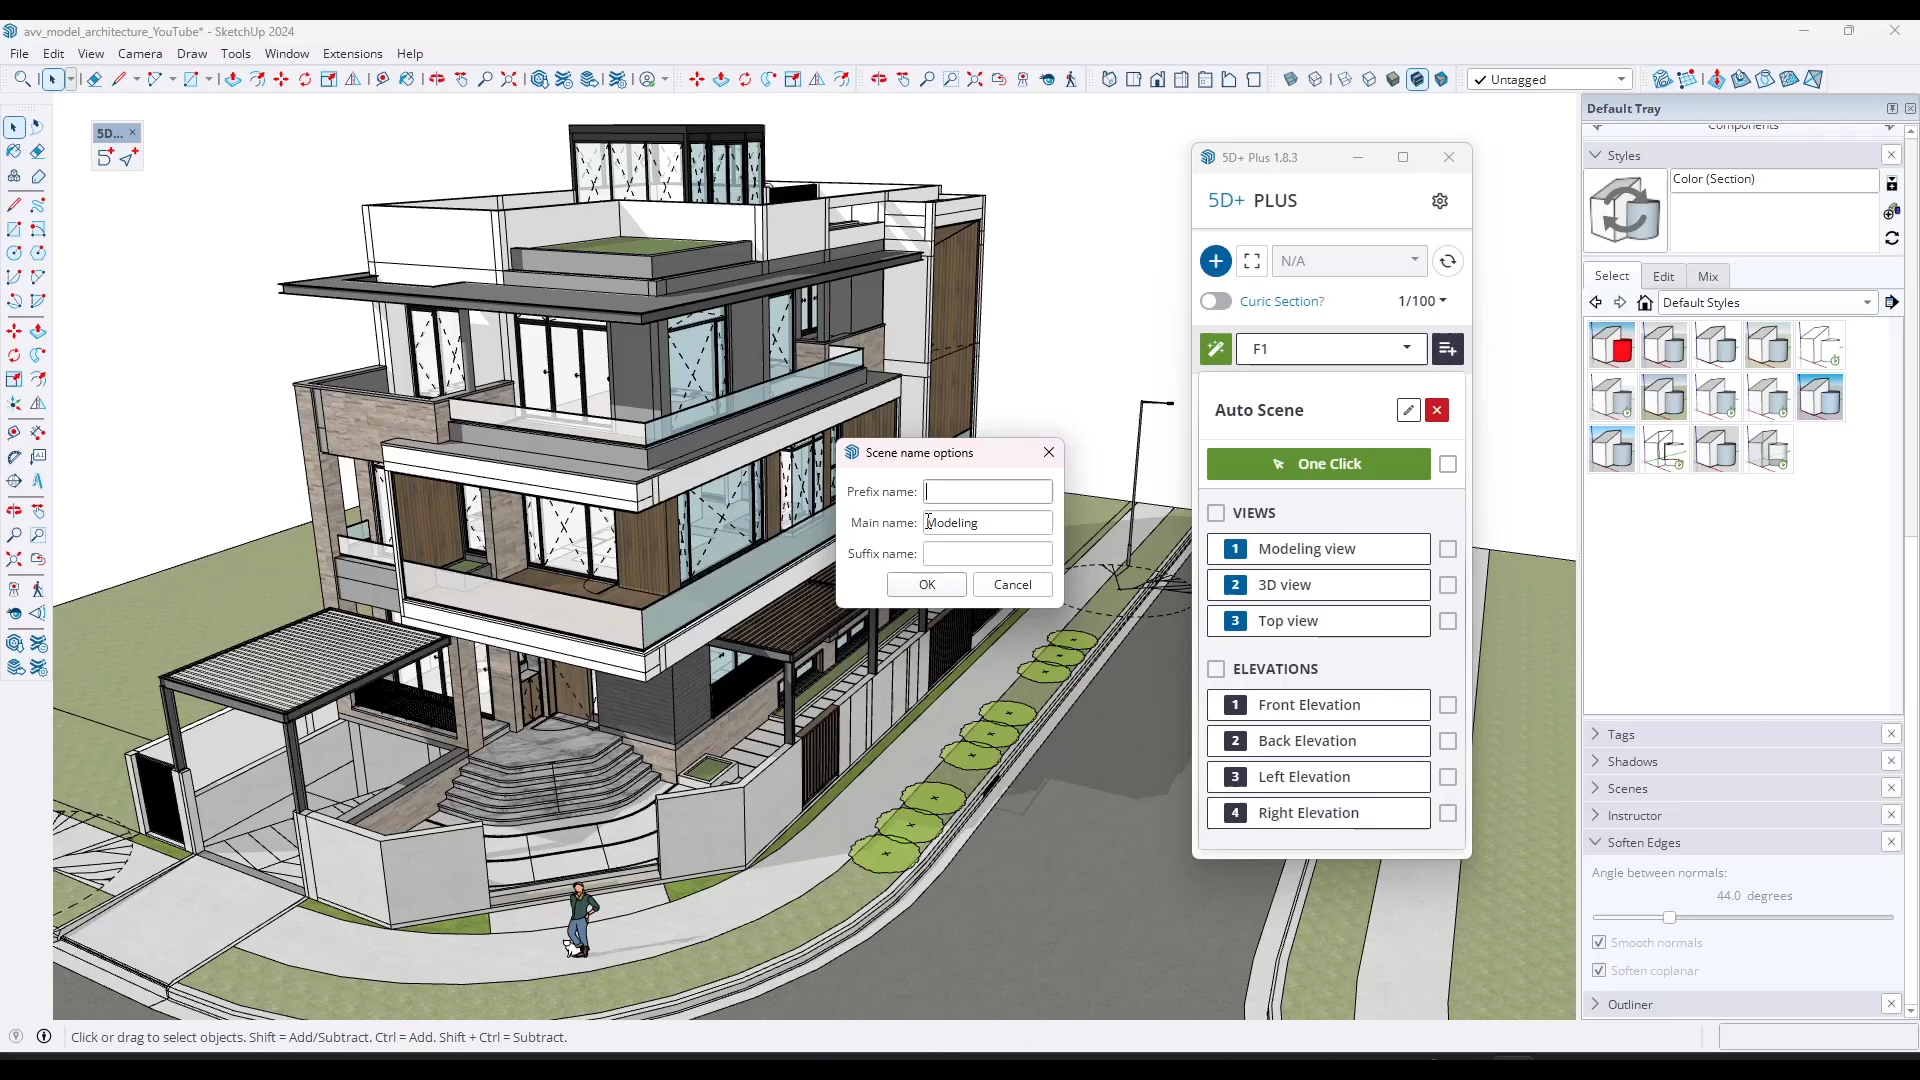 avv_model_architecture_YouTube* - SketchUp 2024
File Edit View Camera Draw Tools Window Extensions Help
Untagged
5D...
Default Tray
Components
Styles
Color (Section)
Select Edit Mix
Default Styles
5D+ Plus 1.8.3
5D+ PLUS
N/A
Curic Section? 1/100
F1
Auto Scene
One Click
VIEWS
1 Modeling view
2 3D view
3 Top view
ELEVATIONS
1 Front Elevation
2 Back Elevation
3 Left Elevation
4 Right Elevation
Scene name options
Prefix name:
Main name: Modeling
Suffix name:
OK Cancel
Tags
Shadows
Scenes
Instructor
Soften Edges
Angle between normals:
44.0 degrees
Smooth normals
Soften coplanar
Outliner
Click or drag to select objects. Shift = Add/Subtract. Ctrl = Add. Shift + Ctrl = Subtract.